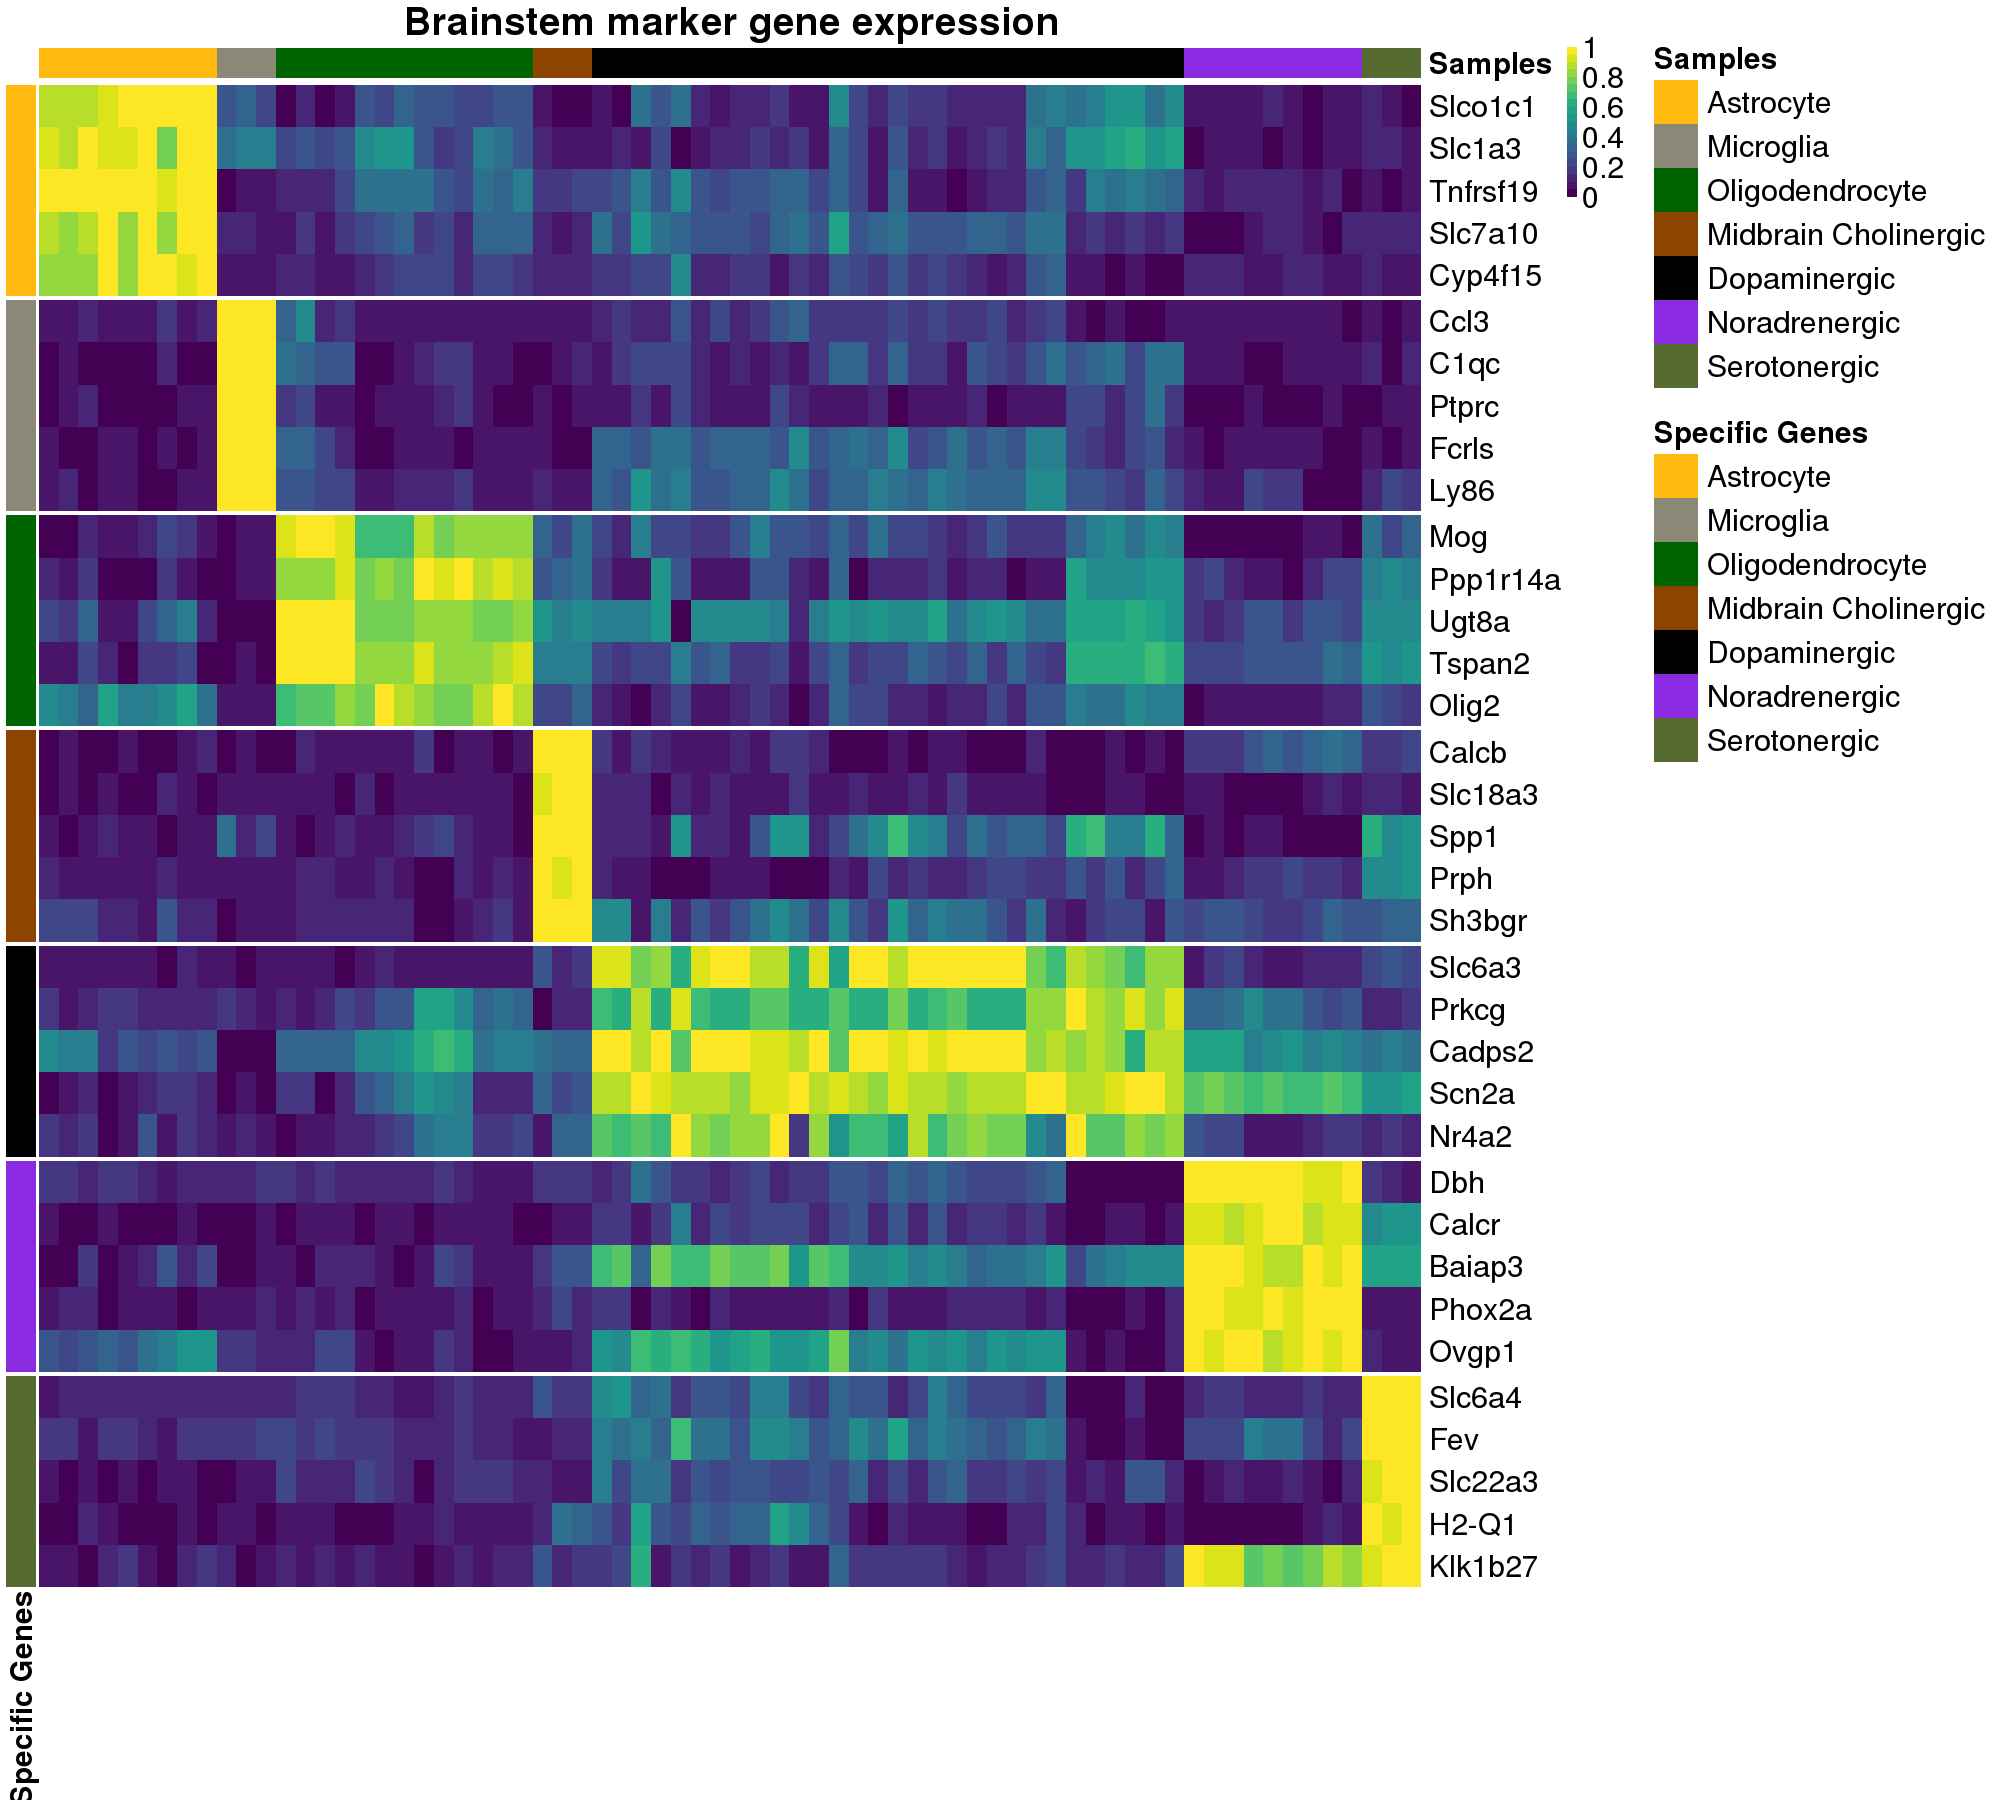 Brainstem marker gene expression
Samples
1
0.8
0.6
0.4
0.2
0
Slco1c1
Slc1a3
Tnfrsf19
Slc7a10
Cyp4f15
Ccl3
C1qc
Ptprc
Fcrls
Ly86
Mog
Ppp1r14a
Ugt8a
Tspan2
Olig2
Calcb
Slc18a3
Spp1
Prph
Sh3bgr
Slc6a3
Prkcg
Cadps2
Scn2a
Nr4a2
Dbh
Calcr
Baiap3
Phox2a
Ovgp1
Slc6a4
Fev
Slc22a3
H2-Q1
Klk1b27
Specific Genes
Samples
Astrocyte
Microglia
Oligodendrocyte
Midbrain Cholinergic
Dopaminergic
Noradrenergic
Serotonergic
Specific Genes
Astrocyte
Microglia
Oligodendrocyte
Midbrain Cholinergic
Dopaminergic
Noradrenergic
Serotonergic